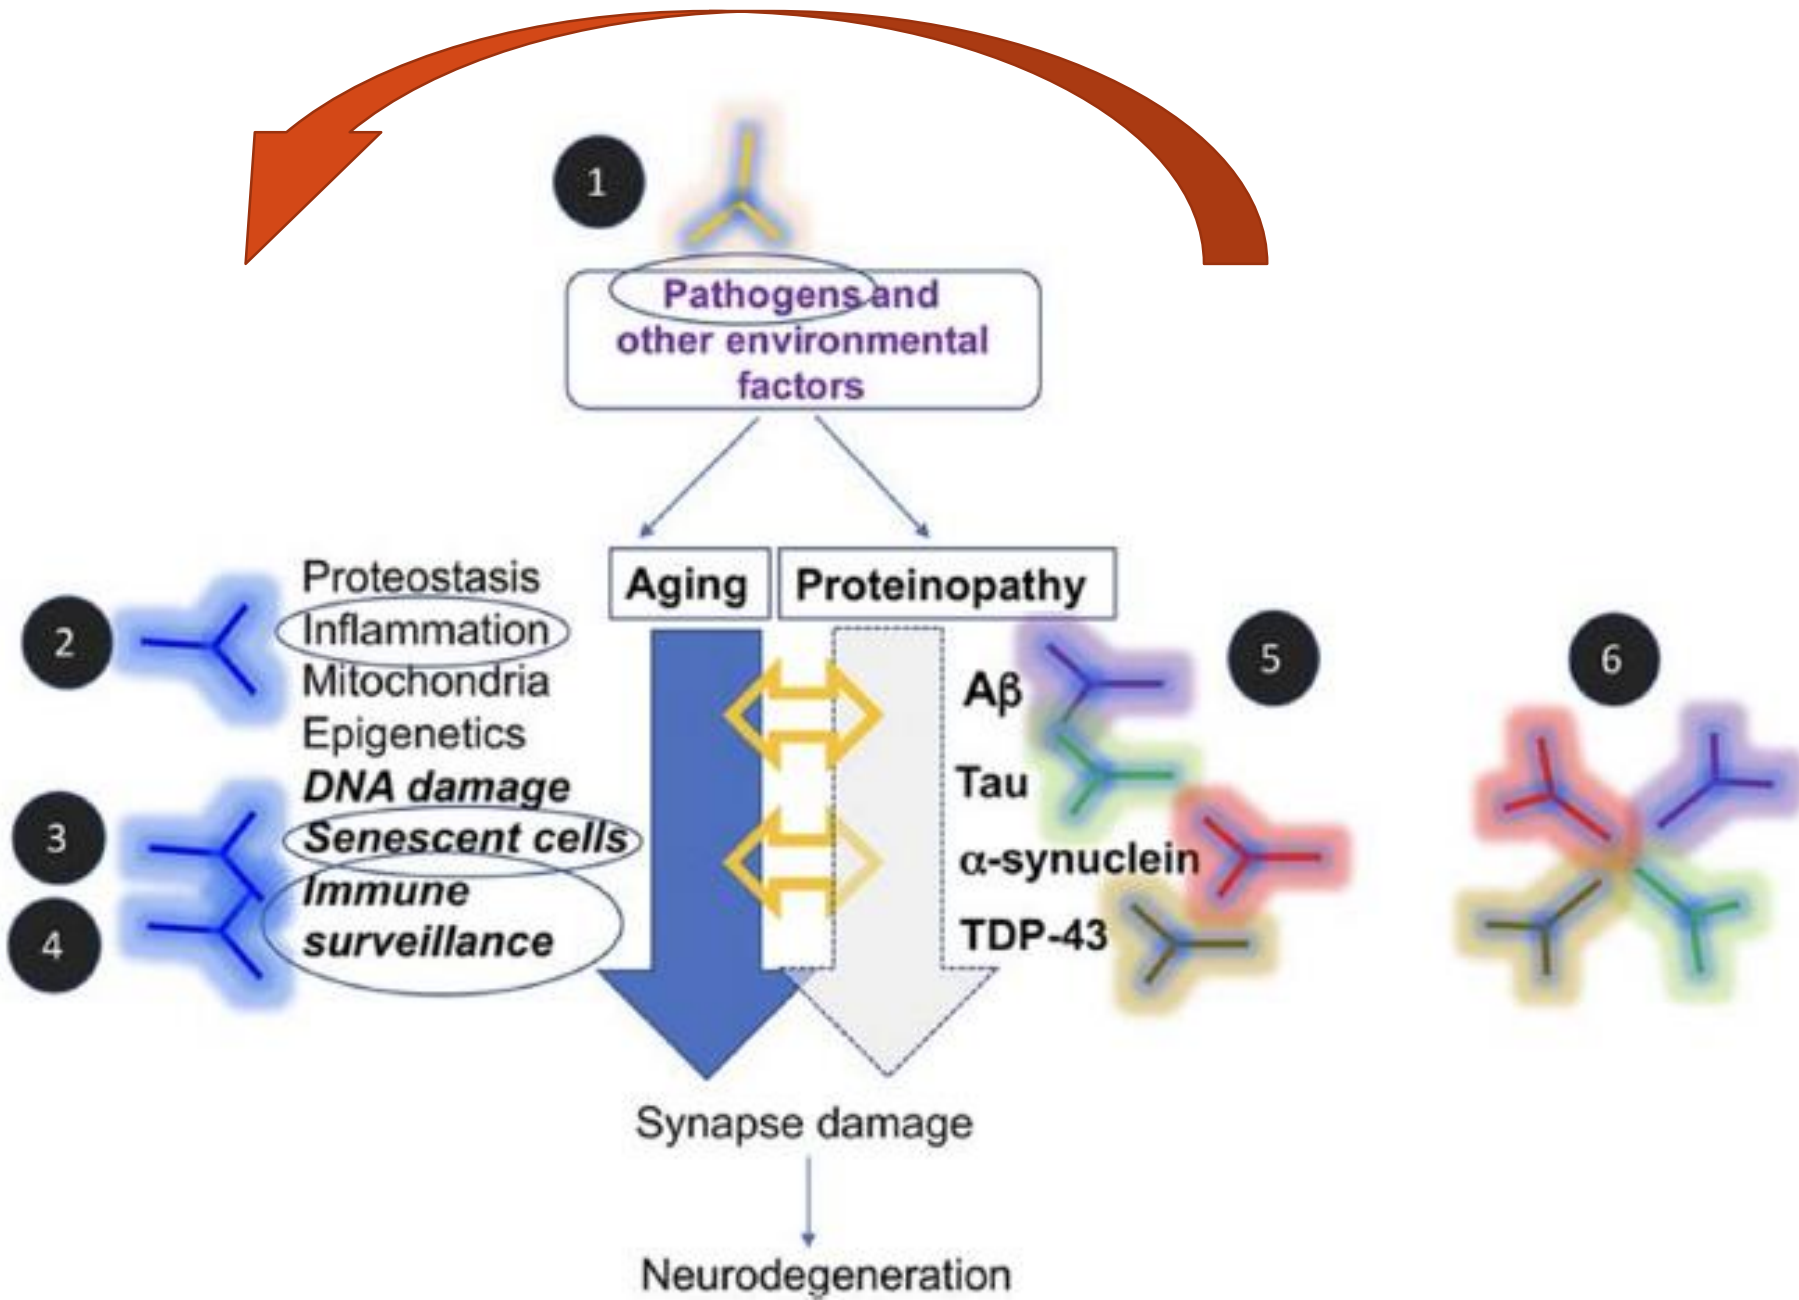 1
Pathogens and
other environmental
factors
Aging
Proteinopathy
2
Proteostasis
Inflammation
Mitochondria
Epigenetics
DNA damage
3
Senescent cells
4
Immune
surveillance
Aβ
Tau
α-synuclein
TDP-43
5
6
Synapse damage
Neurodegeneration